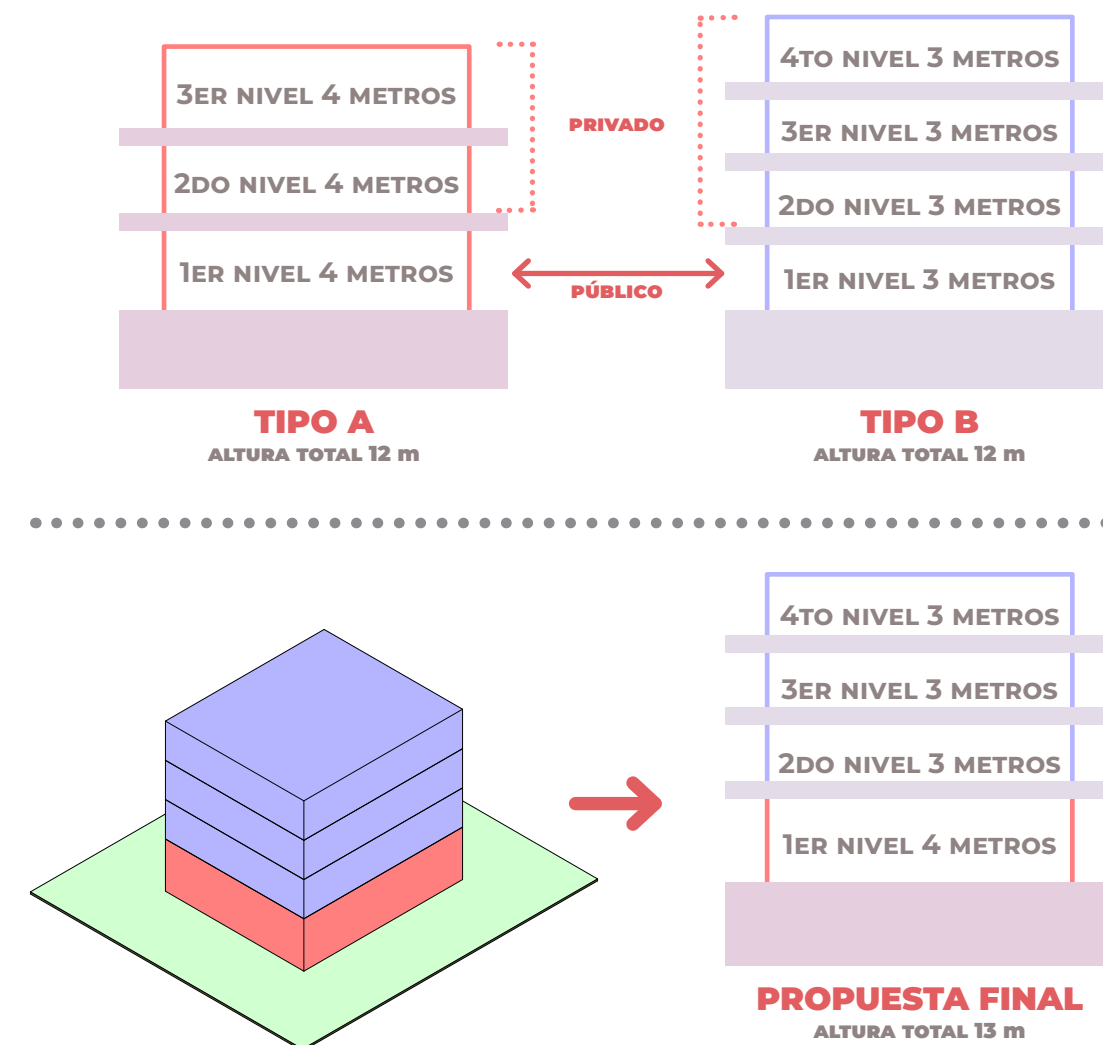 3ER NIVEL 4 METROS
2DO NIVEL 4 METROS
1ER NIVEL 4 METROS
TIPO A
ALTURA TOTAL 12 m
PRIVADO
PÚBLICO
4TO NIVEL 3 METROS
3ER NIVEL 3 METROS
2DO NIVEL 3 METROS
1ER NIVEL 3 METROS
TIPO B
ALTURA TOTAL 12 m
4TO NIVEL 3 METROS
3ER NIVEL 3 METROS
2DO NIVEL 3 METROS
1ER NIVEL 4 METROS
PROPUESTA FINAL
ALTURA TOTAL 13 m